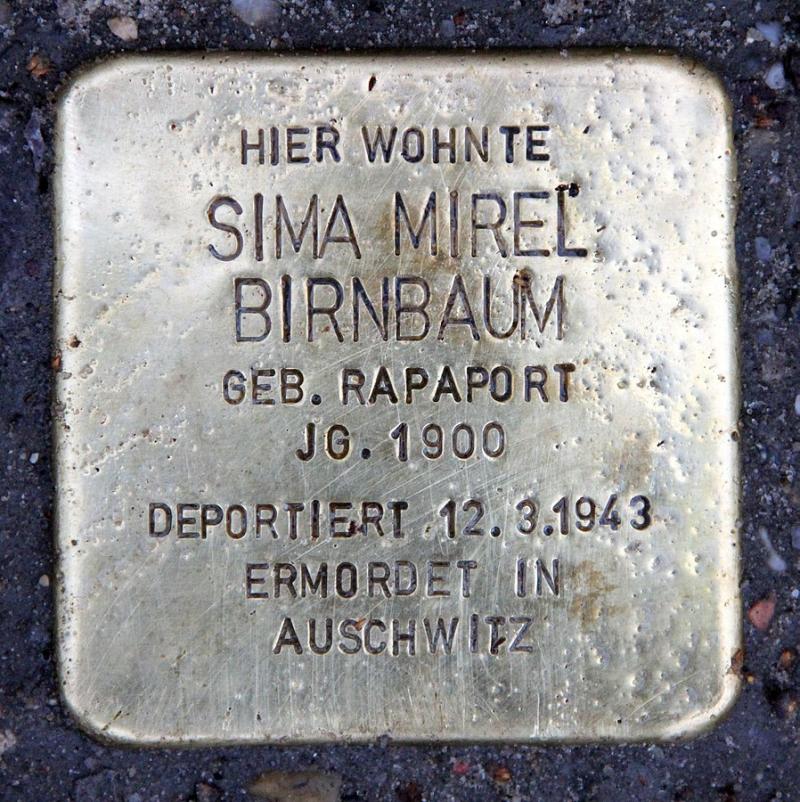 HIER WOHNTE
SIMA MIREL
BIRNBAUM
GEB. RAPAPORT
JG. 1900
DEPORTIERT 12.3.1943
ERMORDET IN
AUSCHWITZ